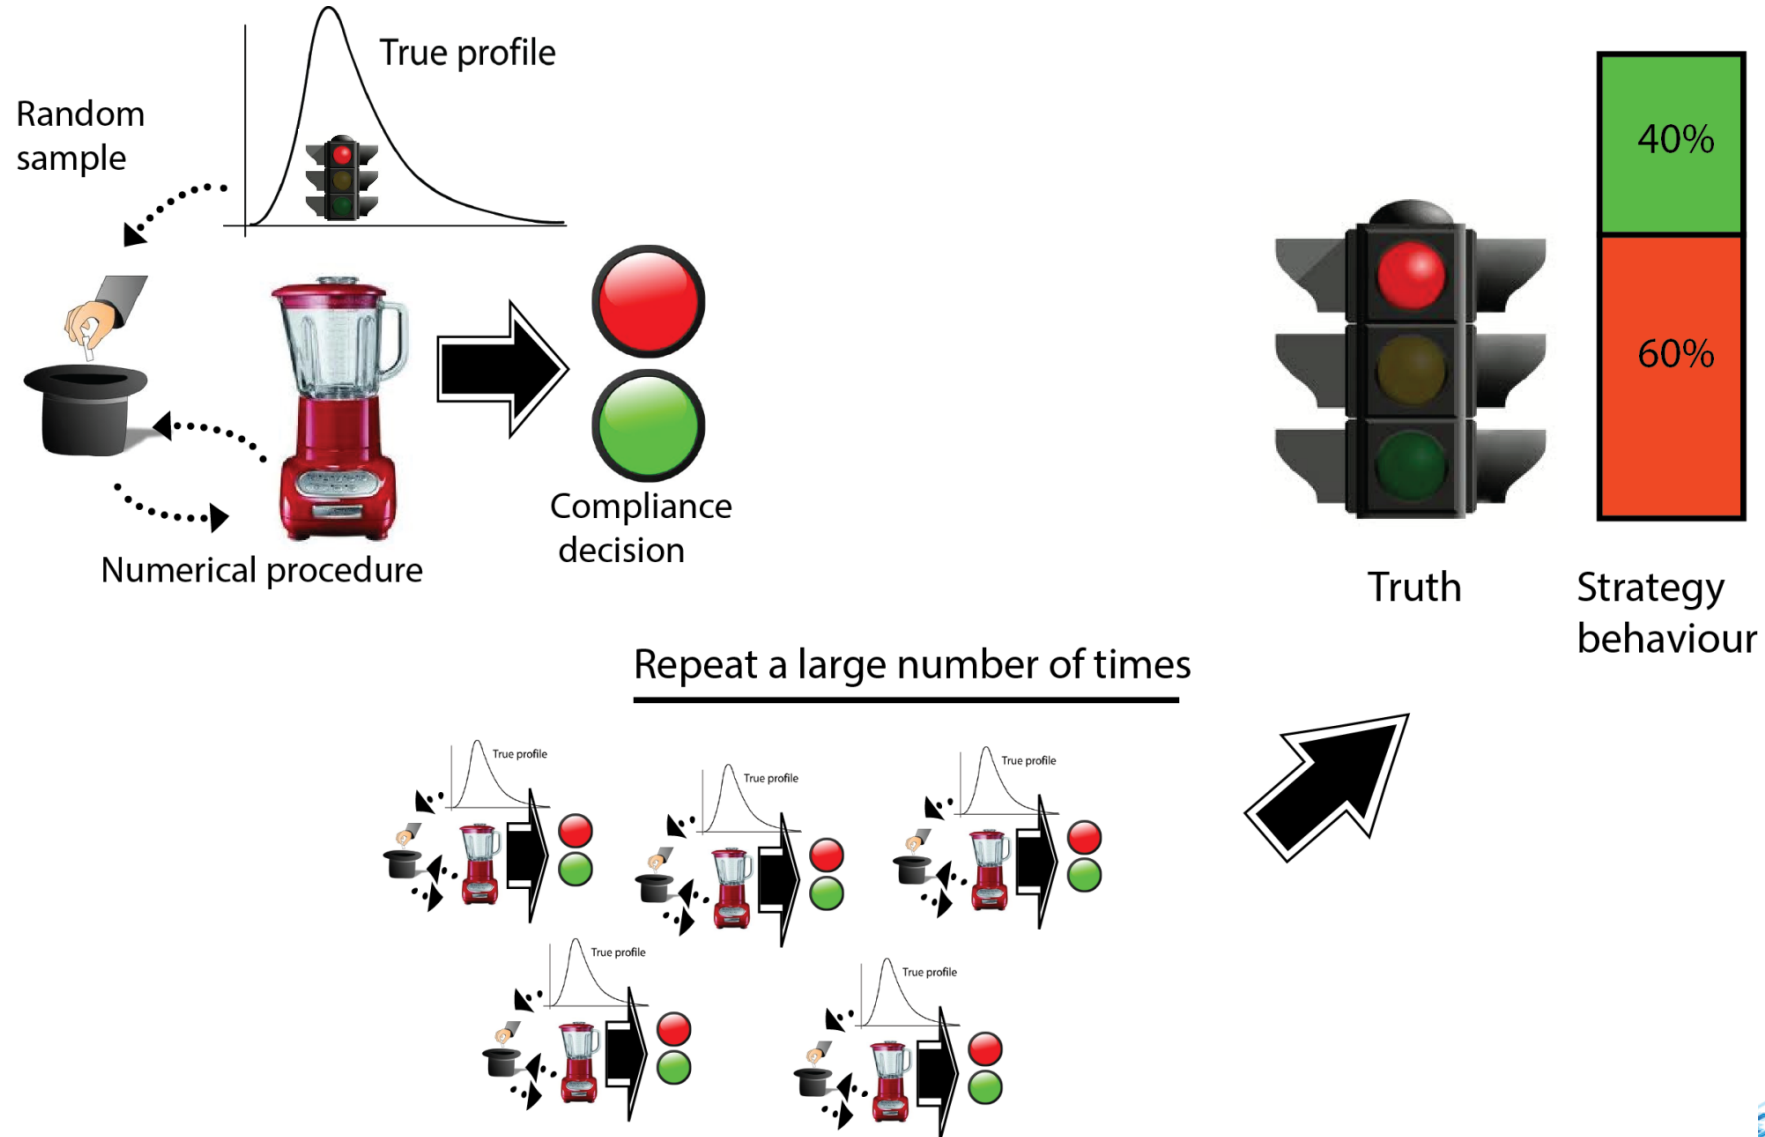 True profile
Random
sample
Compliance
decision
Numerical procedure
40%
60%
Truth
Strategy
behaviour
Repeat a large number of times
True profile
True profile
True profile
True profile
True profile